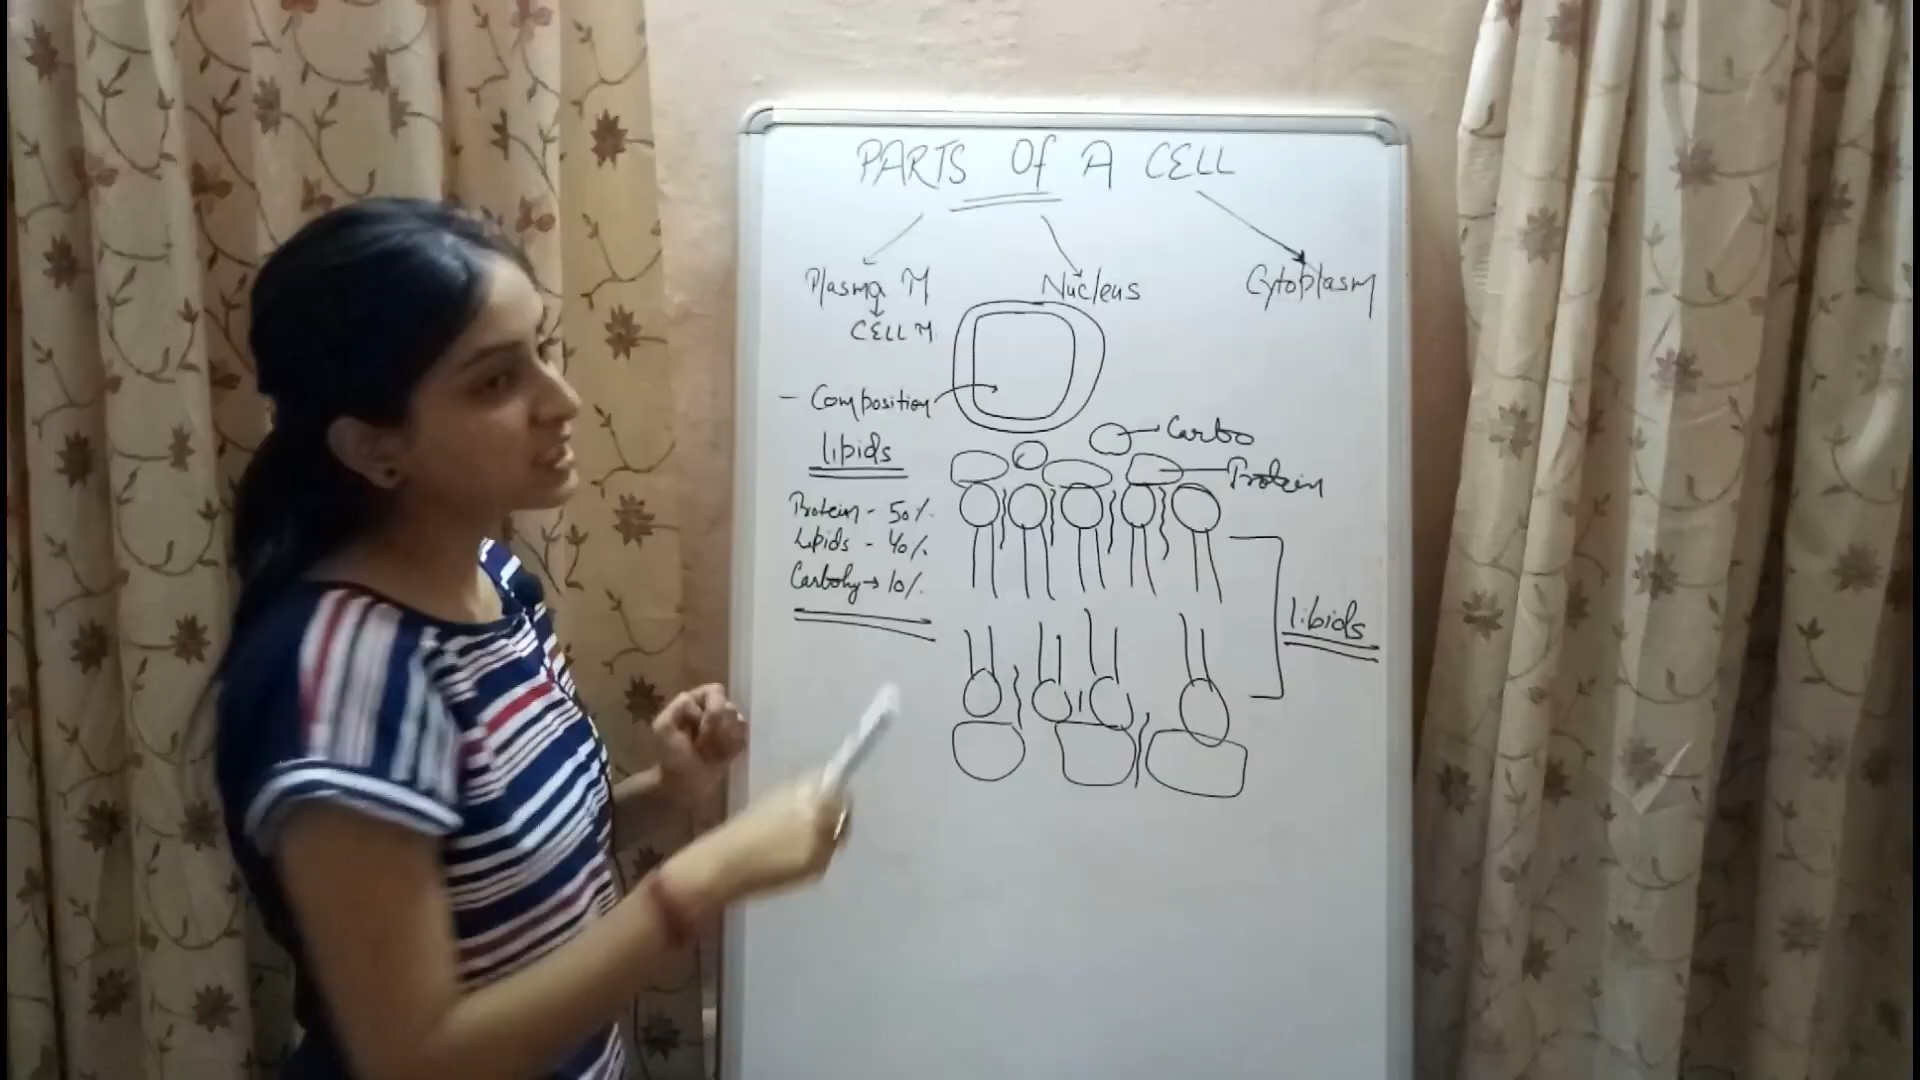 PARTS Of A CELL
Plasma M
Nucleus
Cytoplasm
CELL M
- Composition
Carbo
lipids
Protein
Protein - 50%.
Lipids - 40%.
Carbohy → 10%.
lipids